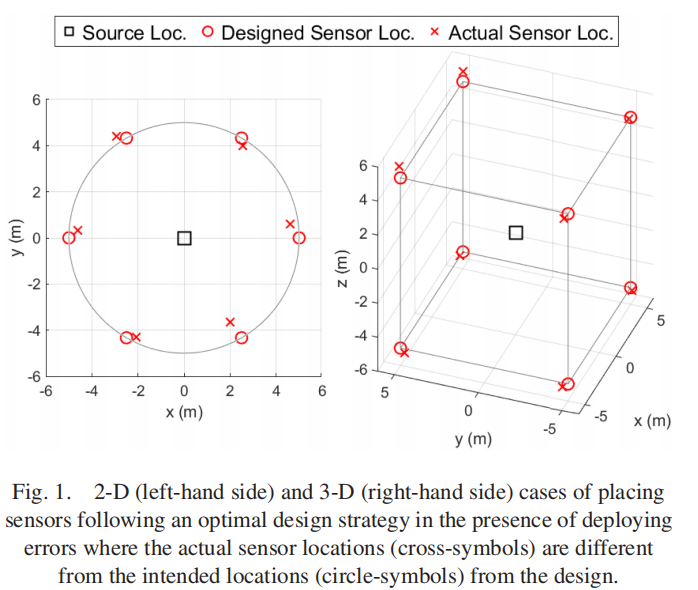 Source Loc. Designed Sensor Loc. Actual Sensor Loc.
6
4
2
0
-2
-4
-6
y (m)
-6 -4 -2 0 2 4 6
x (m)
6
4
2
0
-2
-4
-6
z (m)
5 0 -5
y (m)
-5 0 5
x (m)
Fig. 1. 2-D (left-hand side) and 3-D (right-hand side) cases of placing
sensors following an optimal design strategy in the presence of deploying
errors where the actual sensor locations (cross-symbols) are different
from the intended locations (circle-symbols) from the design.